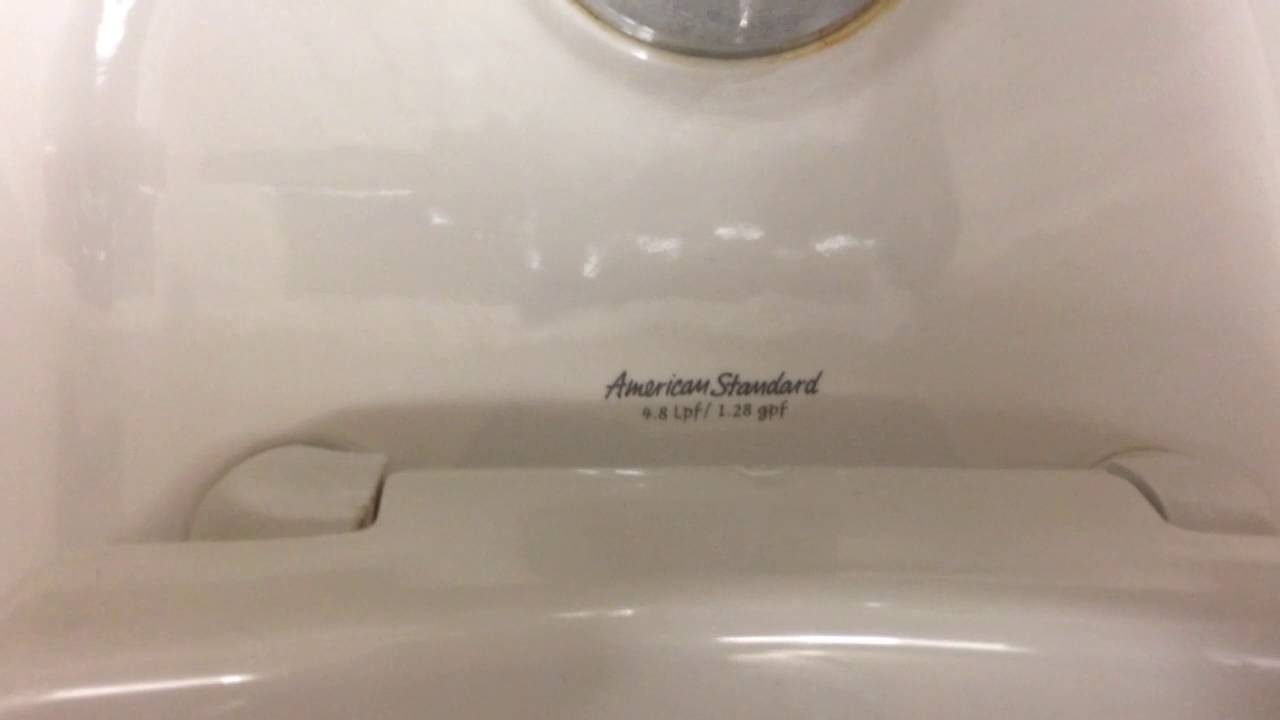 American Standard
4.8 Lpf/ 1.28 gpf